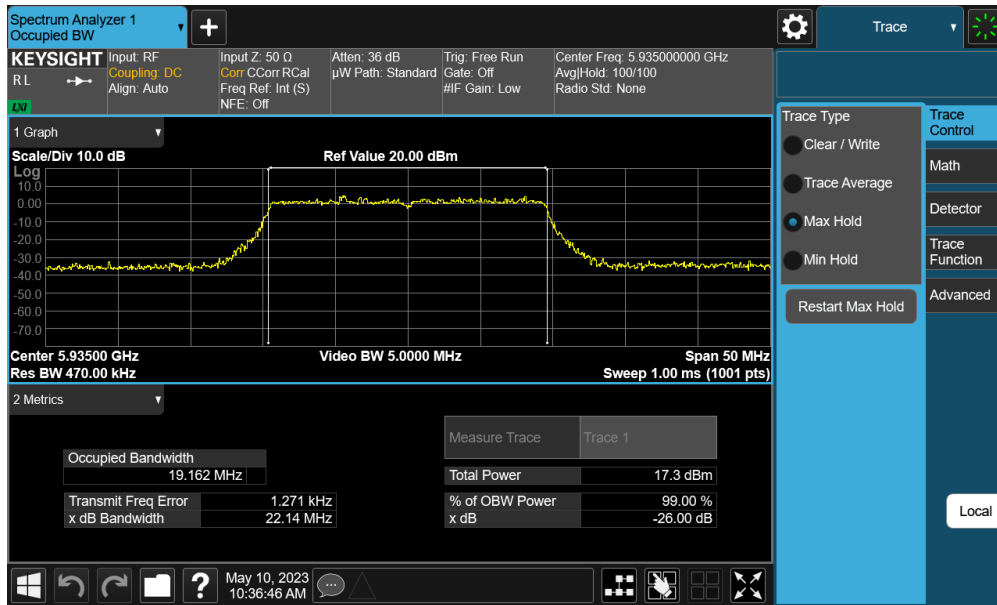 Spectrum Analyzer 1
Occupied BW
+
Trace
KEYSIGHT
R L
LXI
Input: RF
Coupling: DC
Align: Auto
Input Z: 50 Ω
Corr CCorr RCal
Freq Ref: Int (S)
NFE: Off
Atten: 36 dB
µW Path: Standard
Trig: Free Run
Gate: Off
#IF Gain: Low
Center Freq: 5.935000000 GHz
Avg|Hold: 100/100
Radio Std: None
1 Graph
Scale/Div 10.0 dB
Ref Value 20.00 dBm
Log
10.0
0.00
-10.0
-20.0
-30.0
-40.0
-50.0
-60.0
-70.0
Center 5.93500 GHz
Video BW 5.0000 MHz
Span 50 MHz
Res BW 470.00 kHz
Sweep 1.00 ms (1001 pts)
2 Metrics
Measure Trace
Trace 1
Occupied Bandwidth
19.162 MHz
Total Power
17.3 dBm
Transmit Freq Error
1.271 kHz
% of OBW Power
99.00 %
x dB Bandwidth
22.14 MHz
x dB
-26.00 dB
Trace Type
Clear / Write
Trace Average
Max Hold
Min Hold
Restart Max Hold
Trace
Control
Math
Detector
Trace
Function
Advanced
Local
?
May 10, 2023
10:36:46 AM